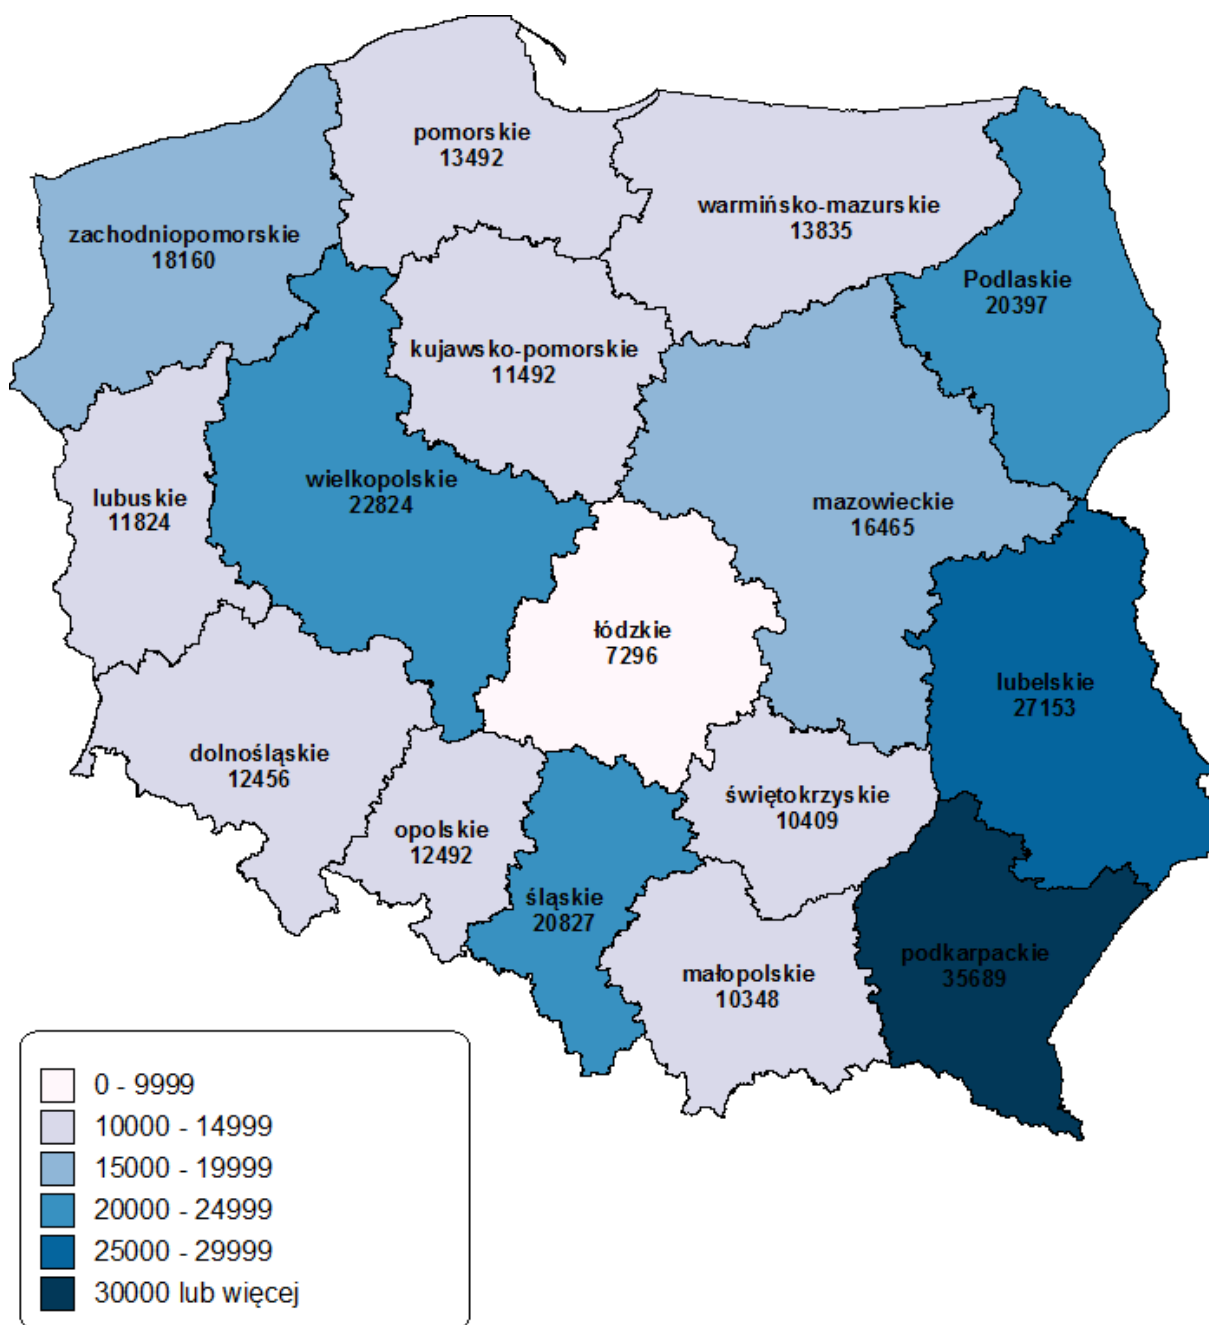 pomorskie
13492
warmińsko-mazurskie
13835
zachodniopomorskie
18160
Podlaskie
20397
kujawsko-pomorskie
11492
wielkopolskie
22824
lubuskie
11824
mazowieckie
16465
łódzkie
7296
lubelskie
27153
dolnośląskie
12456
świętokrzyskie
10409
opolskie
12492
śląskie
20827
podkarpackie
35689
małopolskie
10348
0 - 9999
10000 - 14999
15000 - 19999
20000 - 24999
25000 - 29999
30000 lub więcej